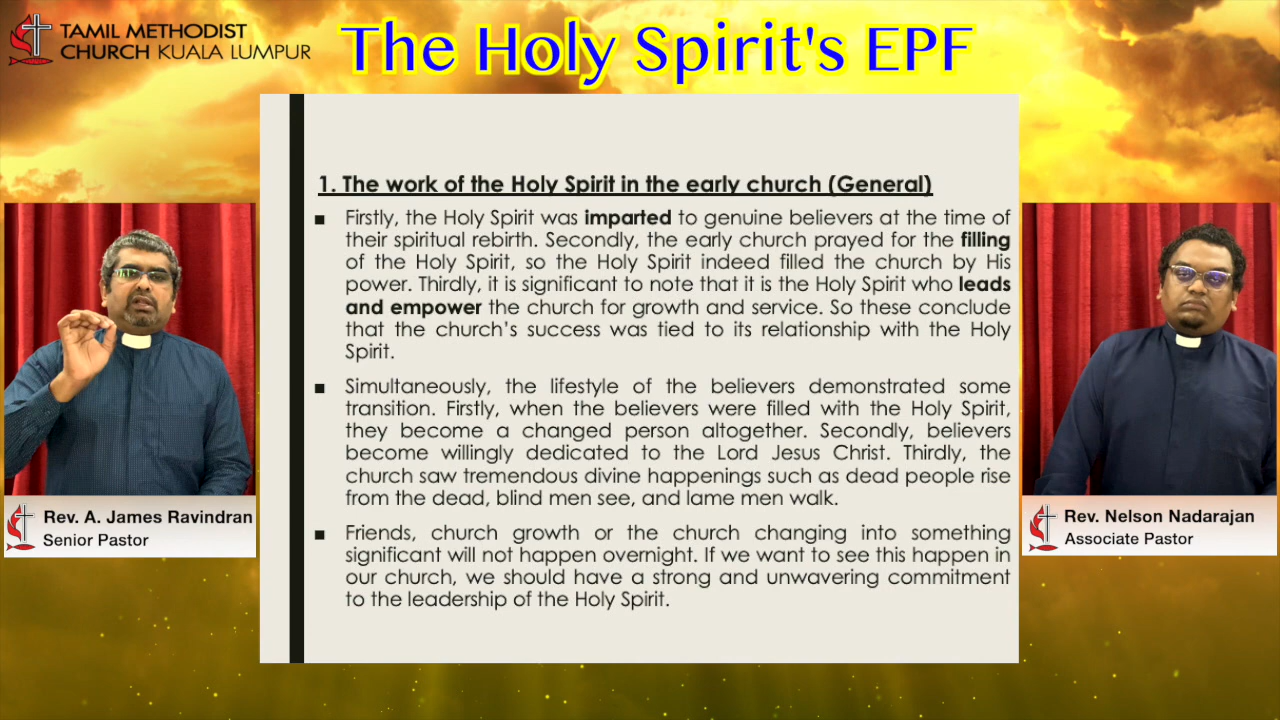 TAMIL METHODIST
CHURCH KUALA LUMPUR
The Holy Spirit's EPF
1. The work of the Holy Spirit in the early church (General)
■ Firstly, the Holy Spirit was imparted to genuine believers at the time of
their spiritual rebirth. Secondly, the early church prayed for the filling
of the Holy Spirit, so the Holy Spirit indeed filled the church by His
power. Thirdly, it is significant to note that it is the Holy Spirit who leads
and empower the church for growth and service. So these conclude
that the church's success was tied to its relationship with the Holy
Spirit.
■ Simultaneously, the lifestyle of the believers demonstrated some
transition. Firstly, when the believers were filled with the Holy Spirit,
they become a changed person altogether. Secondly, believers
become willingly dedicated to the Lord Jesus Christ. Thirdly, the
church saw tremendous divine happenings such as dead people rise
from the dead, blind men see, and lame men walk.
■ Friends, church growth or the church changing into something
significant will not happen overnight. If we want to see this happen in
our church, we should have a strong and unwavering commitment
to the leadership of the Holy Spirit.
Rev. A. James Ravindran
Senior Pastor
Rev. Nelson Nadarajan
Associate Pastor